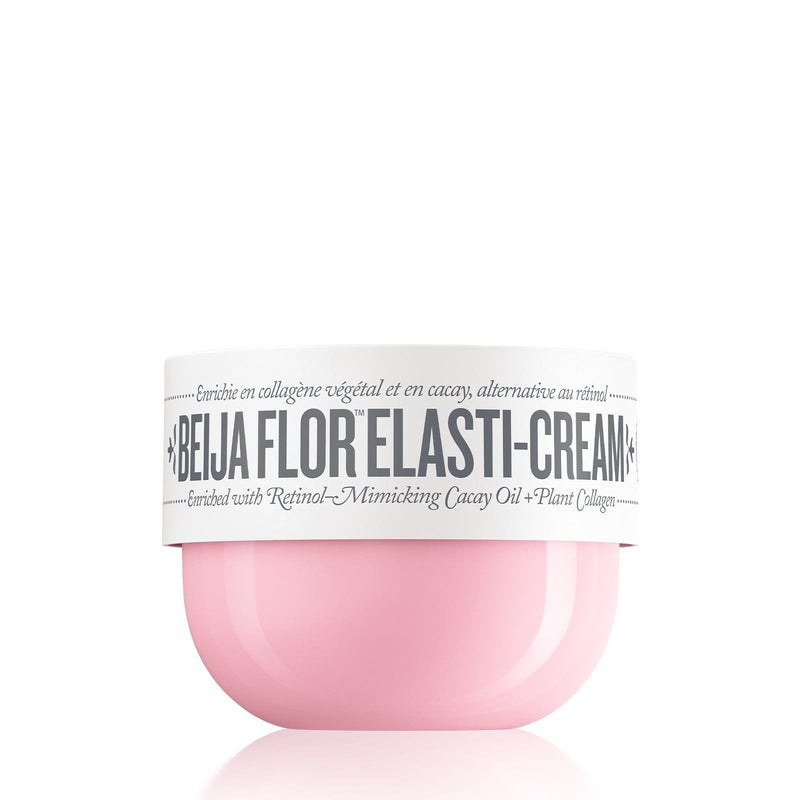 Enrichie en collagène végétal et en cacay, alternative au rétinol
BEIJA FLOR™ ELASTI-CREAM
Enriched with Retinol-Mimicking Cacay Oil + Plant Collagen